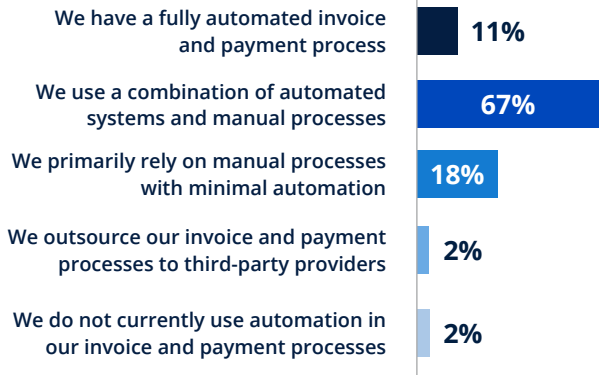 We have a fully automated invoice
and payment process
11%
We use a combination of automated
systems and manual processes
67%
We primarily rely on manual processes
with minimal automation
18%
We outsource our invoice and payment
processes to third-party providers
2%
We do not currently use automation in
our invoice and payment processes
2%